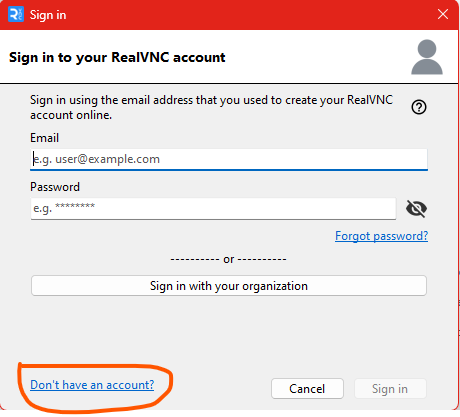 Sign in
Sign in to your RealVNC account
Sign in using the email address that you used to create your RealVNC
account online.
Email
e.g. user@example.com
Password
e.g. ********
Forgot password?
---------- or ----------
Sign in with your organization
Don't have an account?
Cancel
Sign in